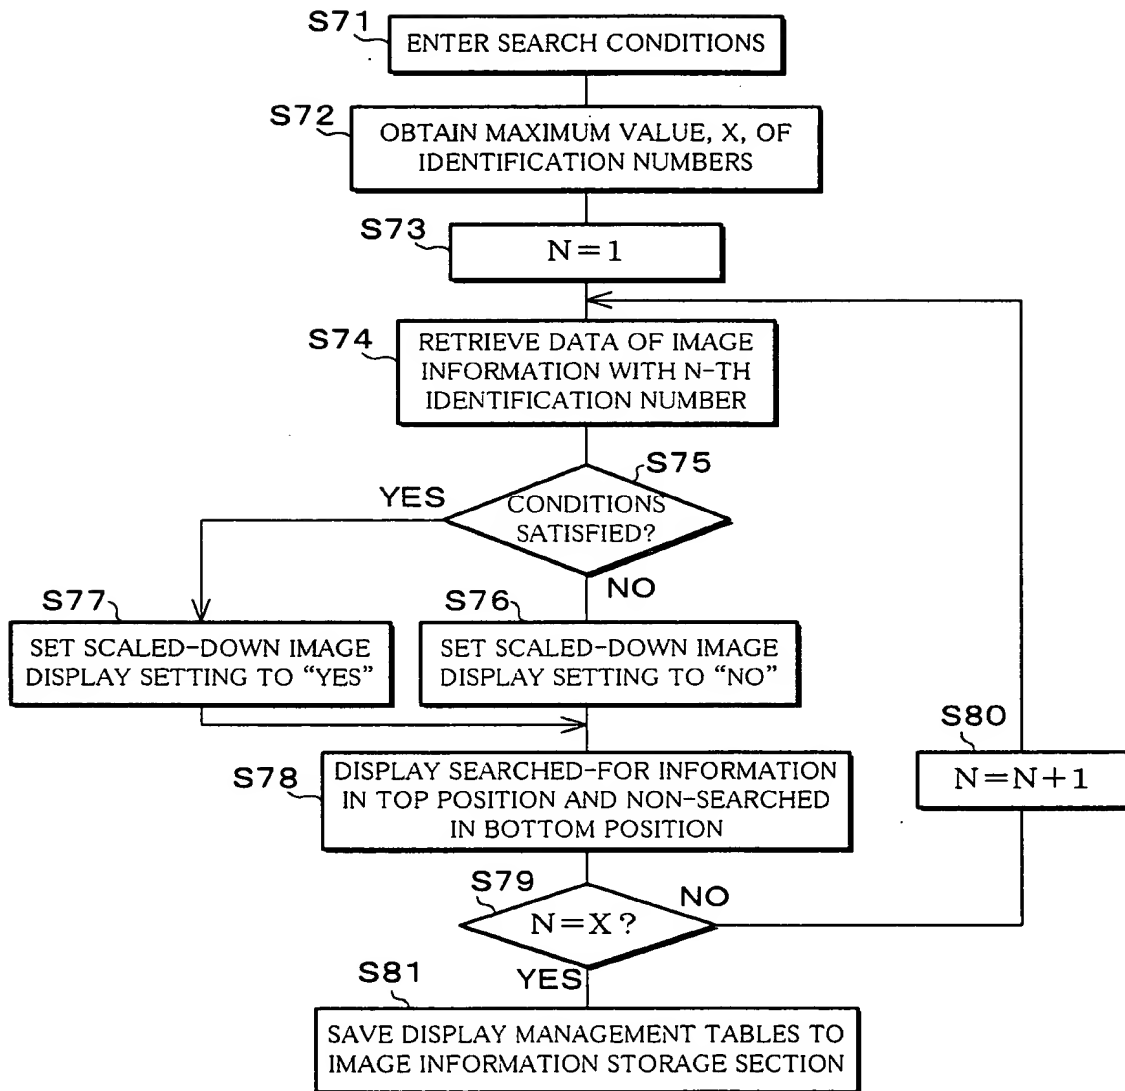 S71
ENTER SEARCH CONDITIONS
S72
OBTAIN MAXIMUM VALUE, X, OF
IDENTIFICATION NUMBERS
S73
N=1
S74
RETRIEVE DATA OF IMAGE
INFORMATION WITH N-TH
IDENTIFICATION NUMBER
S75
YES
CONDITIONS
SATISFIED?
NO
S77
SET SCALED-DOWN IMAGE
DISPLAY SETTING TO “YES”
S76
SET SCALED-DOWN IMAGE
DISPLAY SETTING TO “NO”
S80
N=N+1
S78
DISPLAY SEARCHED-FOR INFORMATION
IN TOP POSITION AND NON-SEARCHED
IN BOTTOM POSITION
S79
NO
N=X?
YES
S81
SAVE DISPLAY MANAGEMENT TABLES TO
IMAGE INFORMATION STORAGE SECTION